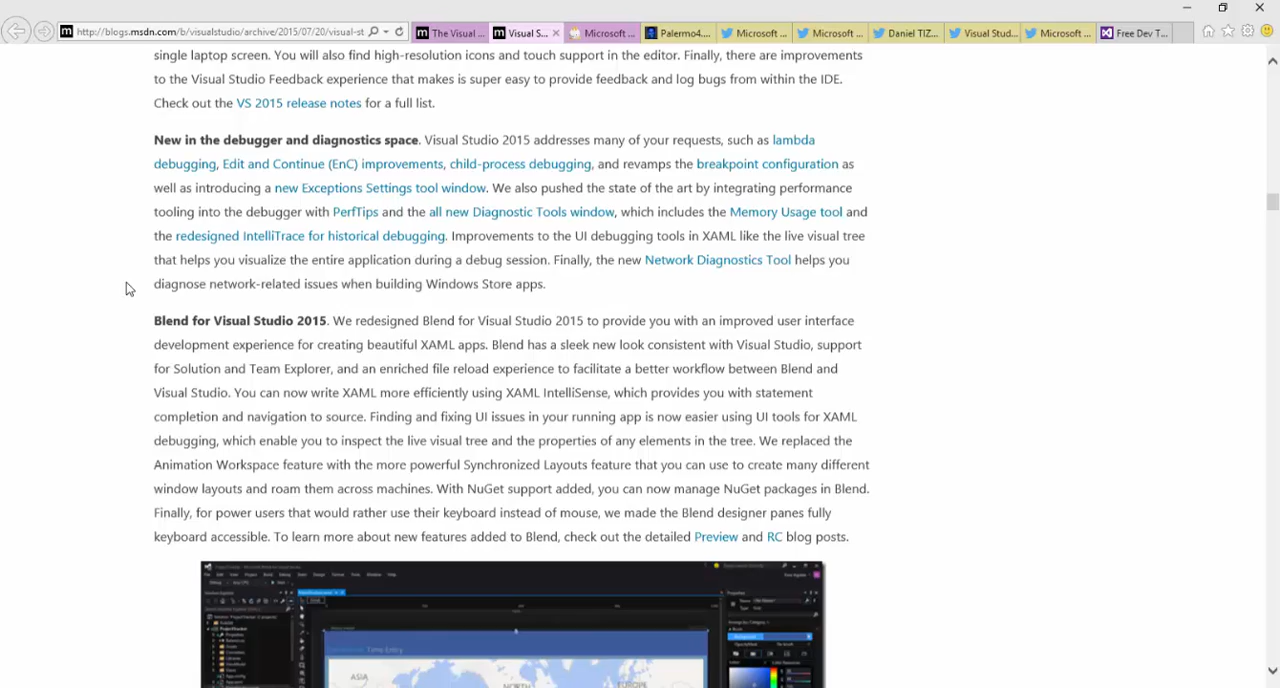 http://blogs.msdn.com/b/visualstudio/archive/2015/07/20/visual-st
The Visual ...
Visual S...
Microsoft ...
Palermo4....
Microsoft ...
Microsoft ...
Daniel TIZ...
Visual Stud...
Microsoft ...
Free Dev T...
single laptop screen. You will also find high-resolution icons and touch support in the editor. Finally, there are improvements
to the Visual Studio Feedback experience that makes is super easy to provide feedback and log bugs from within the IDE.
Check out the VS 2015 release notes for a full list.
New in the debugger and diagnostics space. Visual Studio 2015 addresses many of your requests, such as lambda
debugging, Edit and Continue (EnC) improvements, child-process debugging, and revamps the breakpoint configuration as
well as introducing a new Exceptions Settings tool window. We also pushed the state of the art by integrating performance
tooling into the debugger with PerfTips and the all new Diagnostic Tools window, which includes the Memory Usage tool and
the redesigned IntelliTrace for historical debugging. Improvements to the UI debugging tools in XAML like the live visual tree
that helps you visualize the entire application during a debug session. Finally, the new Network Diagnostics Tool helps you
diagnose network-related issues when building Windows Store apps.
Blend for Visual Studio 2015. We redesigned Blend for Visual Studio 2015 to provide you with an improved user interface
development experience for creating beautiful XAML apps. Blend has a sleek new look consistent with Visual Studio, support
for Solution and Team Explorer, and an enriched file reload experience to facilitate a better workflow between Blend and
Visual Studio. You can now write XAML more efficiently using XAML IntelliSense, which provides you with statement
completion and navigation to source. Finding and fixing UI issues in your running app is now easier using UI tools for XAML
debugging, which enable you to inspect the live visual tree and the properties of any elements in the tree. We replaced the
Animation Workspace feature with the more powerful Synchronized Layouts feature that you can use to create many different
window layouts and roam them across machines. With NuGet support added, you can now manage NuGet packages in Blend.
Finally, for power users that would rather use their keyboard instead of mouse, we made the Blend designer panes fully
keyboard accessible. To learn more about new features added to Blend, check out the detailed Preview and RC blog posts.
Time Entry
ASIA
NORTH
EUROPE